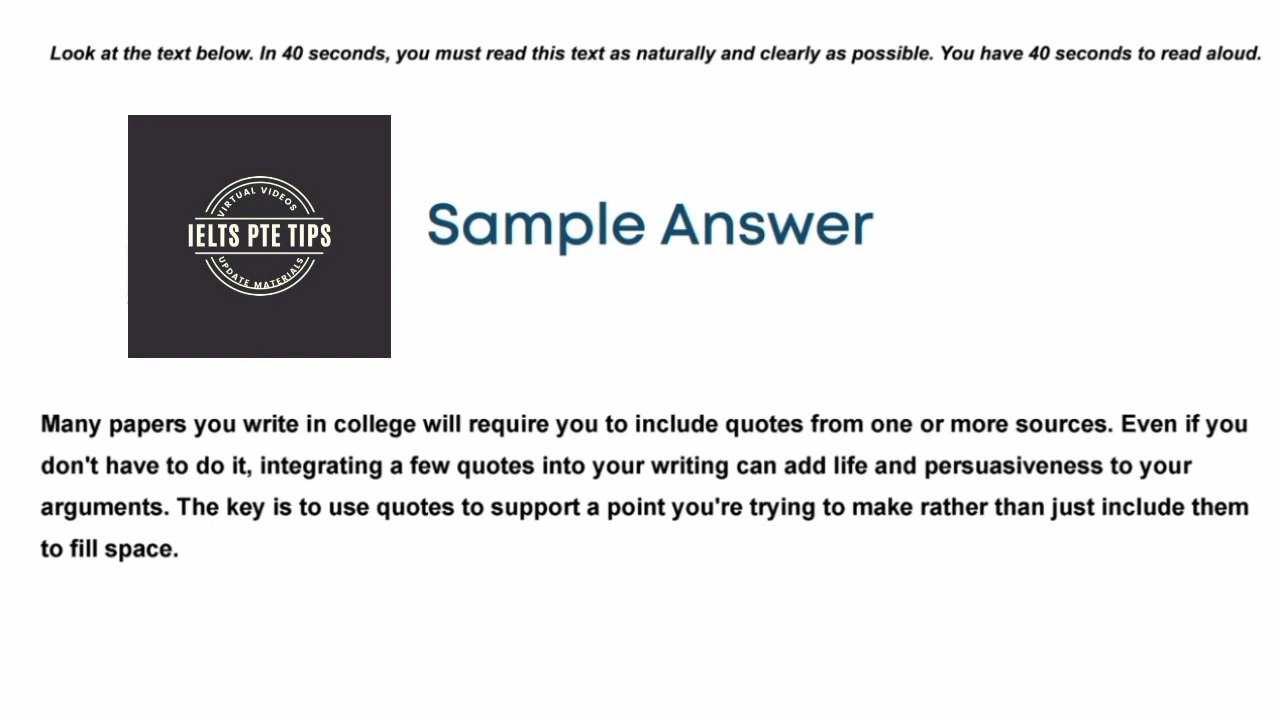 Look at the text below. In 40 seconds, you must read this text as naturally and clearly as possible. You have 40 seconds to read aloud.
VIRTUAL VIDEOS
IELTS PTE TIPS
UPDATE MATERIALS
Sample Answer
Many papers you write in college will require you to include quotes from one or more sources. Even if you
don't have to do it, integrating a few quotes into your writing can add life and persuasiveness to your
arguments. The key is to use quotes to support a point you're trying to make rather than just include them
to fill space.